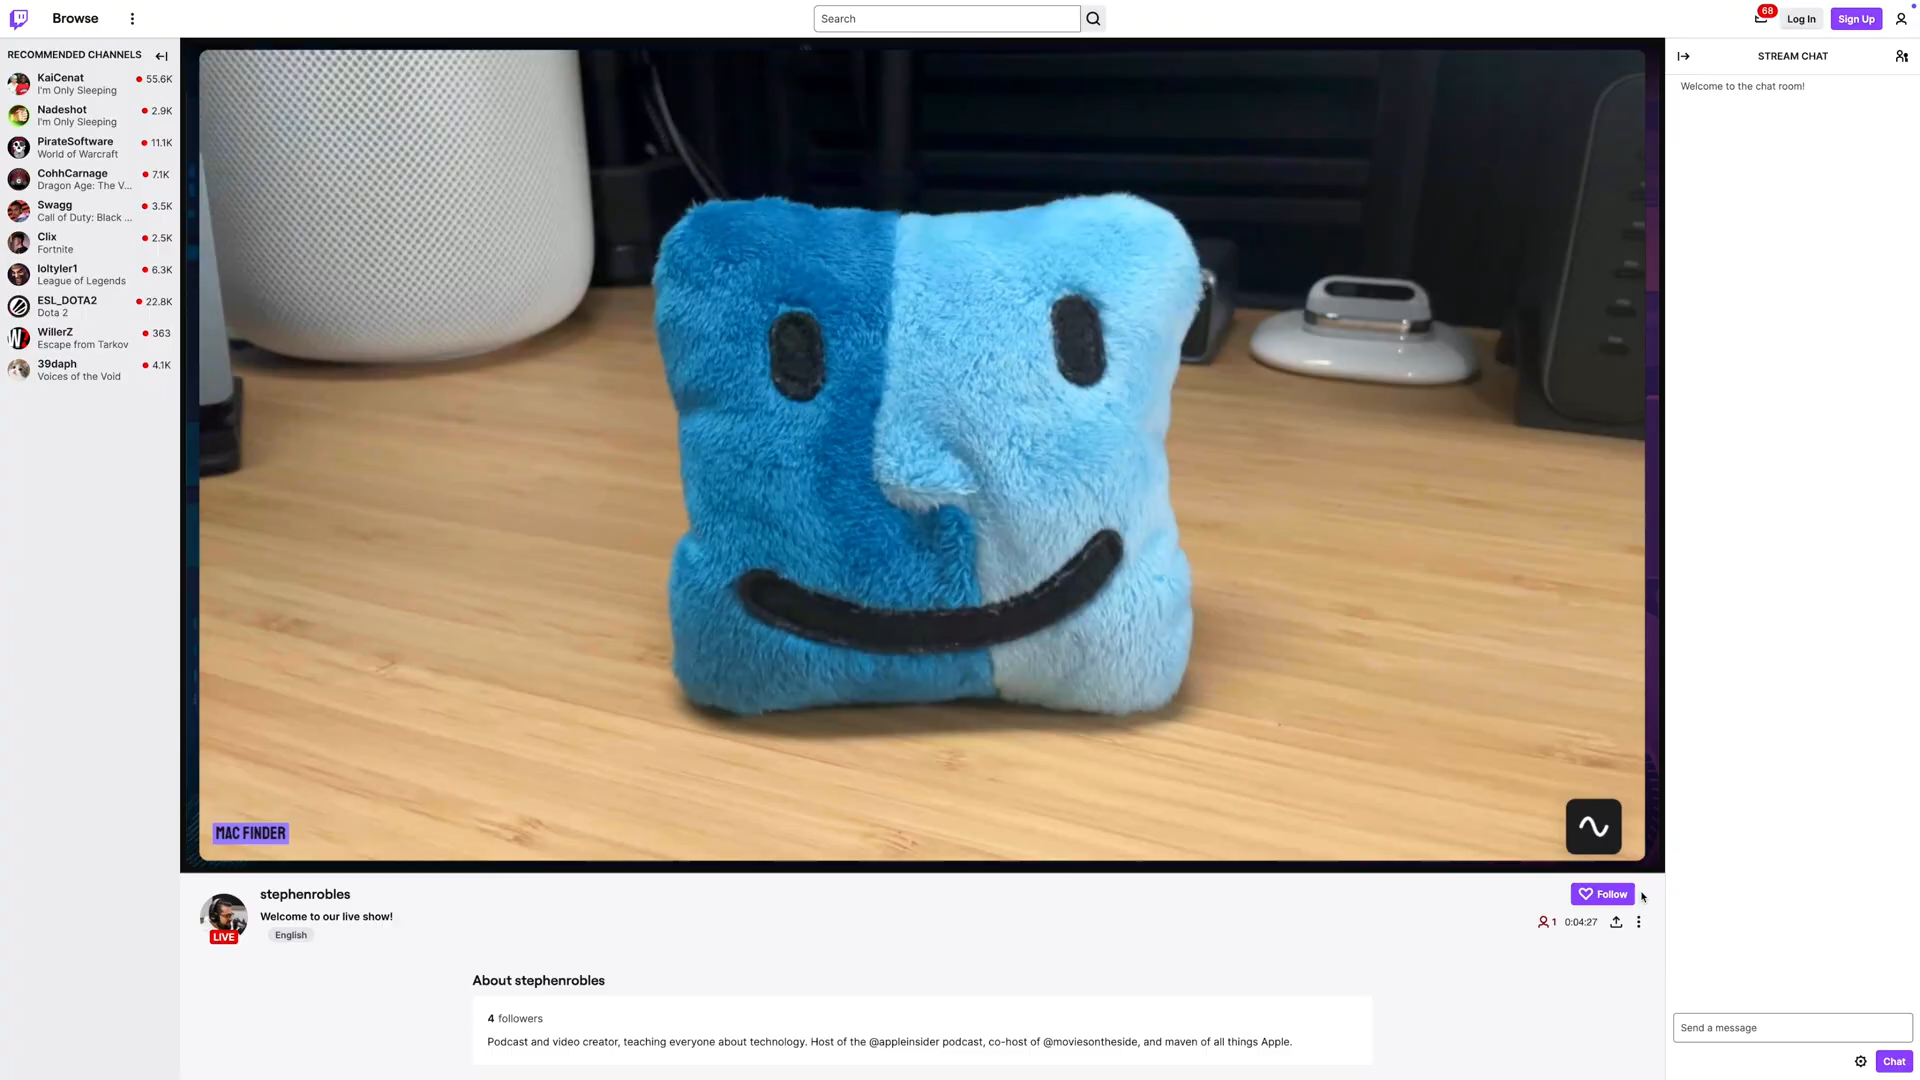 Browse
Search
68
Log In
Sign Up
RECOMMENDED CHANNELS
KaiCenat
55.6K
I'm Only Sleeping
Nadeshot
2.9K
I'm Only Sleeping
PirateSoftware
11.1K
World of Warcraft
CohhCarnage
7.1K
Dragon Age: The V...
Swagg
3.5K
Call of Duty: Black ...
Clix
2.5K
Fortnite
loltyler1
6.3K
League of Legends
ESL_DOTA2
22.8K
Dota 2
WillerZ
363
Escape from Tarkov
39daph
4.1K
Voices of the Void
MAC FINDER
stephenrobles
LIVE
Welcome to our live show!
English
Follow
1
0:04:27
About stephenrobles
4 followers
Podcast and video creator, teaching everyone about technology. Host of the @appleinsider podcast, co-host of @moviesontheside, and maven of all things Apple.
STREAM CHAT
Welcome to the chat room!
Send a message
Chat